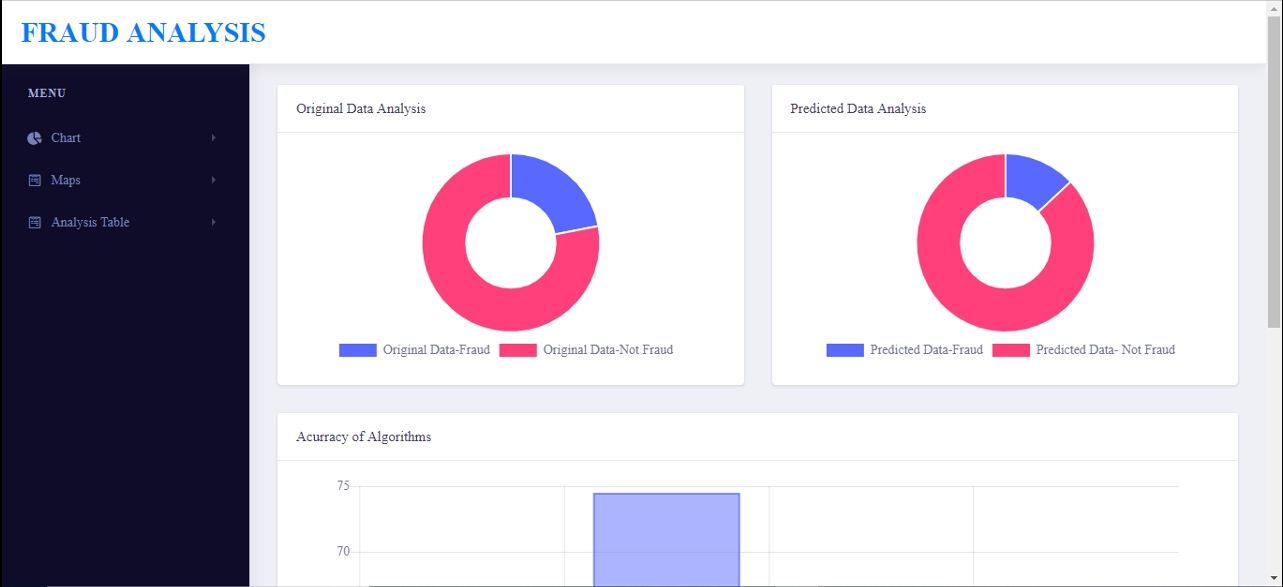 FRAUD ANALYSIS
MENU
Chart
Maps
Analysis Table
Original Data Analysis
Original Data-Fraud Original Data-Not Fraud
Predicted Data Analysis
Predicted Data-Fraud Predicted Data- Not Fraud
Acurracy of Algorithms
75
70